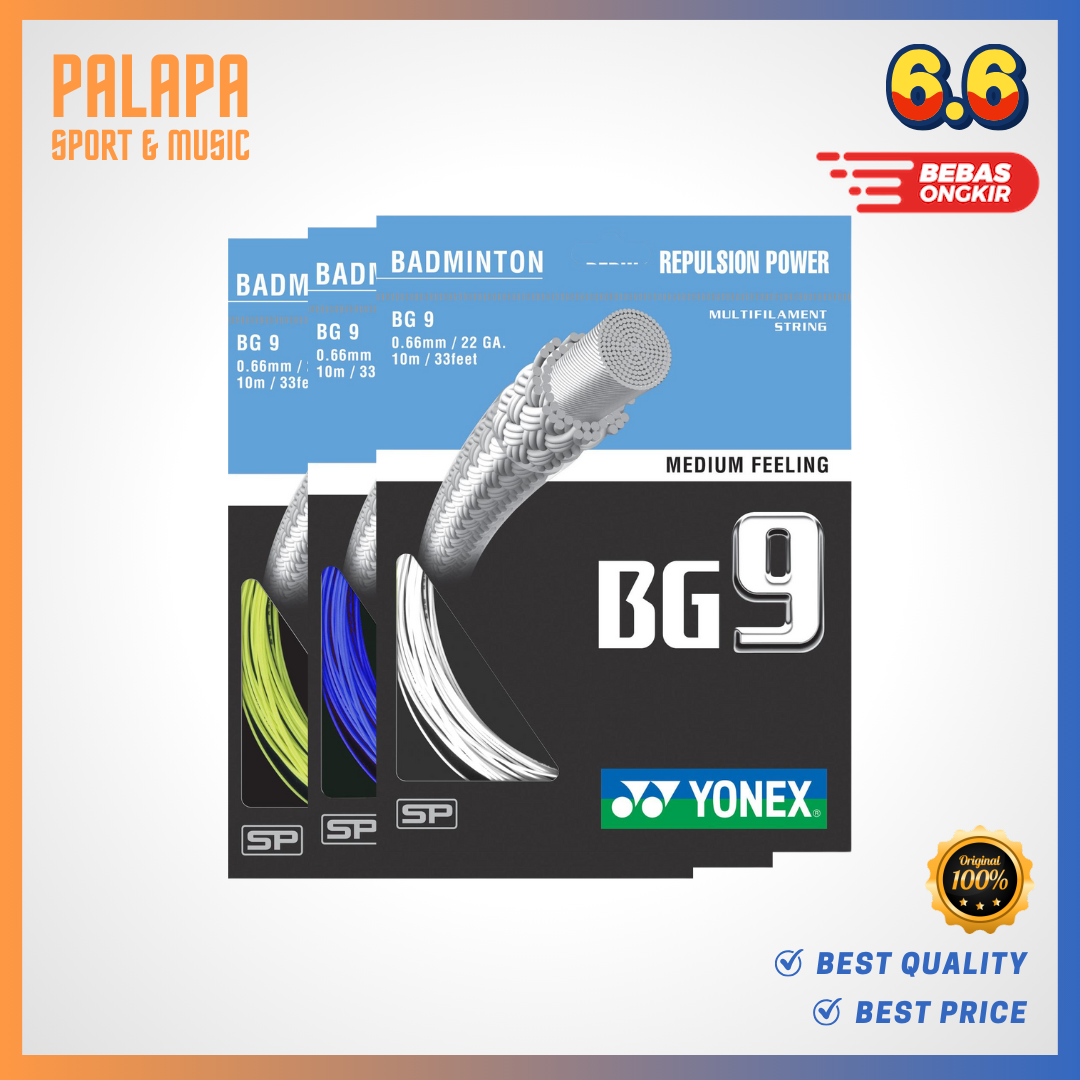 PALAPA
SPORT & MUSIC
6.6
BEBAS
ONGKIR
BADM
BG 9
0.66mm /
10m / 33fe
SP
BADM
BG 9
0.66mm
10m / 33
SP
BADMINTON
REPULSION POWER
MULTIFILAMENT
STRING
BG 9
0.66mm / 22 GA.
10m / 33feet
MEDIUM FEELING
BG9
SP
YONEX®
Original
100%
BEST QUALITY
BEST PRICE